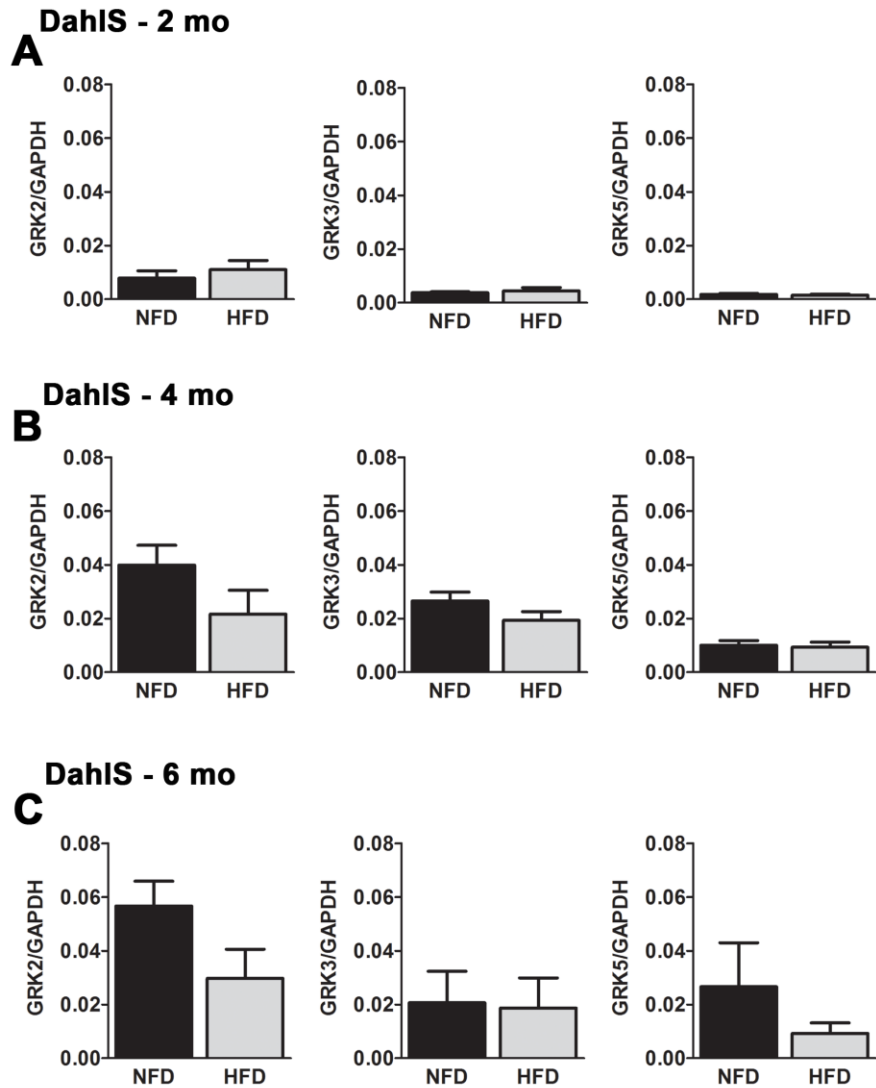 DahlS - 2 mo
A
GRK2/GAPDH
0.08
0.06
0.04
0.02
0.00
NFD HFD
GRK3/GAPDH
0.08
0.06
0.04
0.02
0.00
NFD HFD
GRK5/GAPDH
0.08
0.06
0.04
0.02
0.00
NFD HFD
DahlS - 4 mo
B
GRK2/GAPDH
0.08
0.06
0.04
0.02
0.00
NFD HFD
GRK3/GAPDH
0.08
0.06
0.04
0.02
0.00
NFD HFD
GRK5/GAPDH
0.08
0.06
0.04
0.02
0.00
NFD HFD
DahlS - 6 mo
C
GRK2/GAPDH
0.08
0.06
0.04
0.02
0.00
NFD HFD
GRK3/GAPDH
0.08
0.06
0.04
0.02
0.00
NFD HFD
GRK5/GAPDH
0.08
0.06
0.04
0.02
0.00
NFD HFD